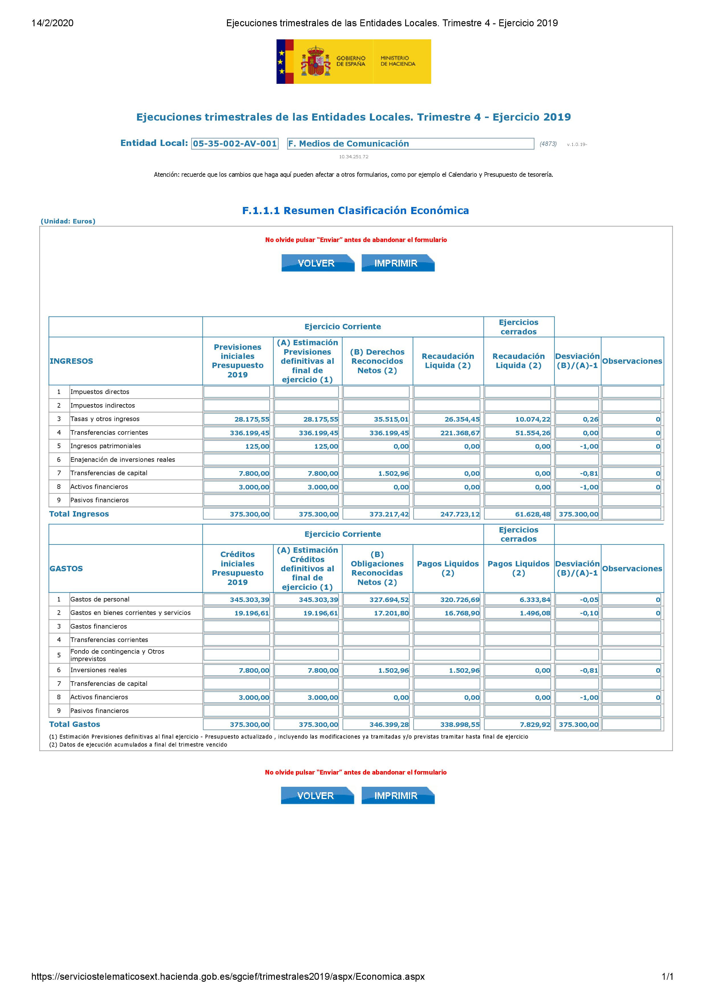 14/2/2020 Ejecuciones trimestrales de las Entidades Locales. Trimestre 4 - Ejercicio 2019
GOBIERNO DE ESPAÑA
MINISTERIO DE HACIENDA
Ejecuciones trimestrales de las Entidades Locales. Trimestre 4 - Ejercicio 2019
Entidad Local: 05-35-002-AV-001 F. Medios de Comunicación (4873) v.1.0.19-
10.34.251.72
Atención: recuerde que los cambios que haga aquí pueden afectar a otros formularios, como por ejemplo el Calendario y Presupuesto de tesorería.
F.1.1.1 Resumen Clasificación Económica
(Unidad: Euros)
No olvide pulsar “Enviar” antes de abandonar el formulario
VOLVER IMPRIMIR
Ejercicio Corriente Ejercicios cerrados
INGRESOS Previsiones iniciales Presupuesto 2019 (A) Estimación Previsiones definitivas al final de ejercicio (1) (B) Derechos Reconocidos Netos (2) Recaudación Liquida (2) Recaudación Liquida (2) Desviación (B)/(A)-1 Observaciones
1 Impuestos directos
2 Impuestos indirectos
3 Tasas y otros ingresos 28.175,55 28.175,55 35.515,01 26.354,45 10.074,22 0,26 0
4 Transferencias corrientes 336.199,45 336.199,45 336.199,45 221.368,67 51.554,26 0,00 0
5 Ingresos patrimoniales 125,00 125,00 0,00 0,00 0,00 -1,00 0
6 Enajenación de inversiones reales
7 Transferencias de capital 7.800,00 7.800,00 1.502,96 0,00 0,00 -0,81 0
8 Activos financieros 3.000,00 3.000,00 0,00 0,00 0,00 -1,00 0
9 Pasivos financieros
Total Ingresos 375.300,00 375.300,00 373.217,42 247.723,12 61.628,48 375.300,00
Ejercicio Corriente Ejercicios cerrados
GASTOS Créditos iniciales Presupuesto 2019 (A) Estimación Créditos definitivos al final de ejercicio (1) (B) Obligaciones Reconocidas Netos (2) Pagos Liquidos (2) Pagos Liquidos (2) Desviación (B)/(A)-1 Observaciones
1 Gastos de personal 345.303,39 345.303,39 327.694,52 320.726,69 6.333,84 -0,05 0
2 Gastos en bienes corrientes y servicios 19.196,61 19.196,61 17.201,80 16.768,90 1.496,08 -0,10 0
3 Gastos financieros
4 Transferencias corrientes
5 Fondo de contingencia y Otros imprevistos
6 Inversiones reales 7.800,00 7.800,00 1.502,96 1.502,96 0,00 -0,81 0
7 Transferencias de capital
8 Activos financieros 3.000,00 3.000,00 0,00 0,00 0,00 -1,00 0
9 Pasivos financieros
Total Gastos 375.300,00 375.300,00 346.399,28 338.998,55 7.829,92 375.300,00
(1) Estimación Previsiones definitivas al final ejercicio - Presupuesto actualizado , incluyendo las modificaciones ya tramitadas y/o previstas tramitar hasta final de ejercicio
(2) Datos de ejecución acumulados a final del trimestre vencido
No olvide pulsar “Enviar” antes de abandonar el formulario
VOLVER IMPRIMIR
https://serviciostelematicosext.hacienda.gob.es/sgcief/trimestrales2019/aspx/Economica.aspx 1/1